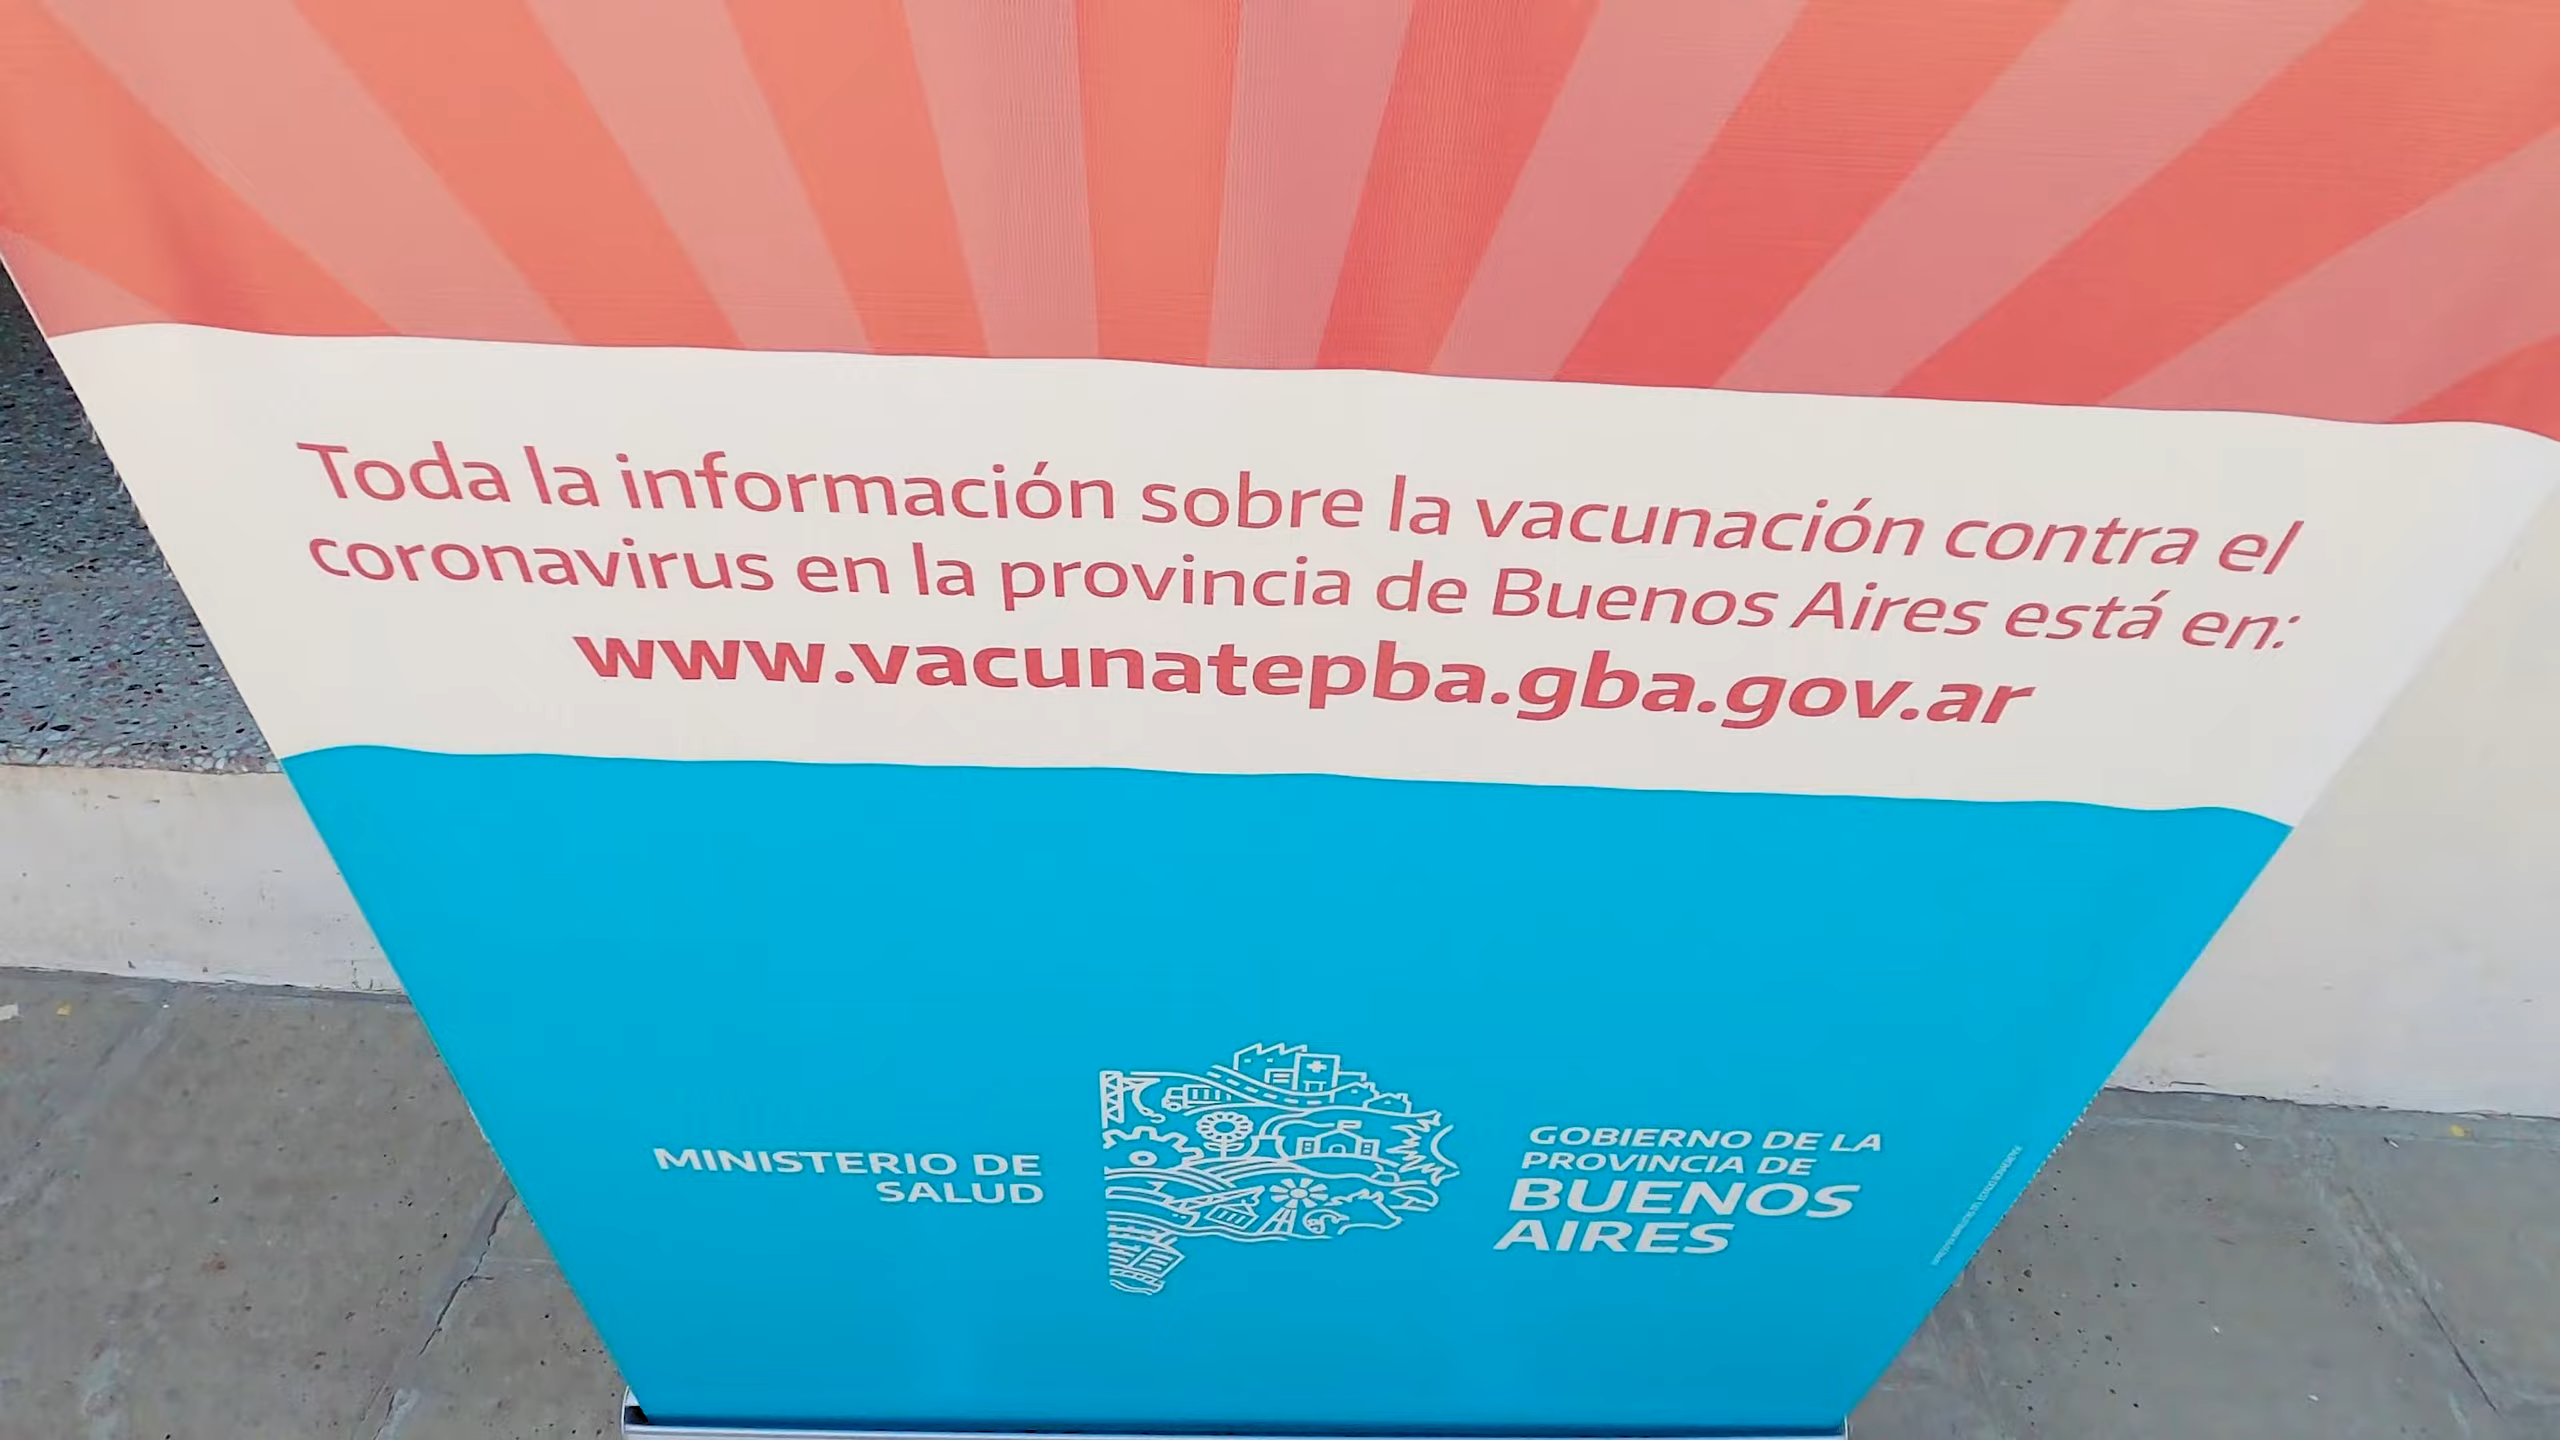 Toda la información sobre la vacunación contra el
coronavirus en la provincia de Buenos Aires está en:
www.vacunatepba.gba.gov.ar
MINISTERIO DE
SALUD
GOBIERNO DE LA
PROVINCIA DE
BUENOS
AIRES